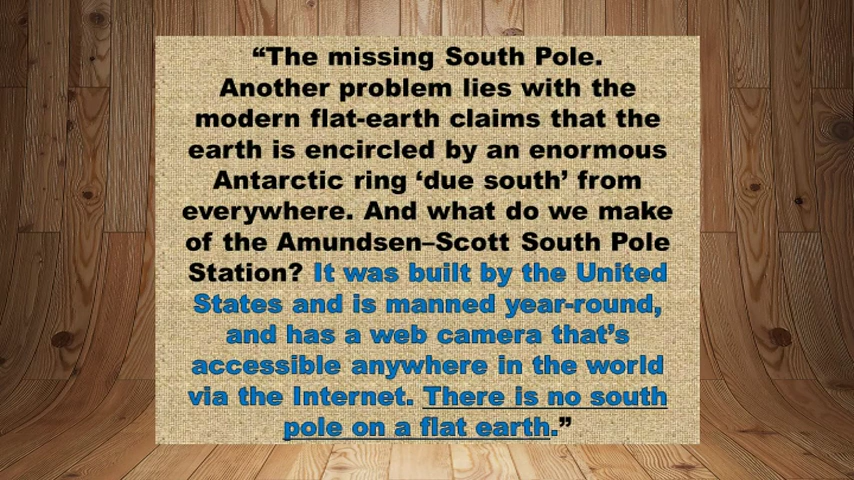 “The missing South Pole.
Another problem lies with the
modern flat-earth claims that the
earth is encircled by an enormous
Antarctic ring ‘due south’ from
everywhere. And what do we make
of the Amundsen–Scott South Pole
Station? It was built by the United
States and is manned year-round,
and has a web camera that’s
accessible anywhere in the world
via the Internet. There is no south
pole on a flat earth.”